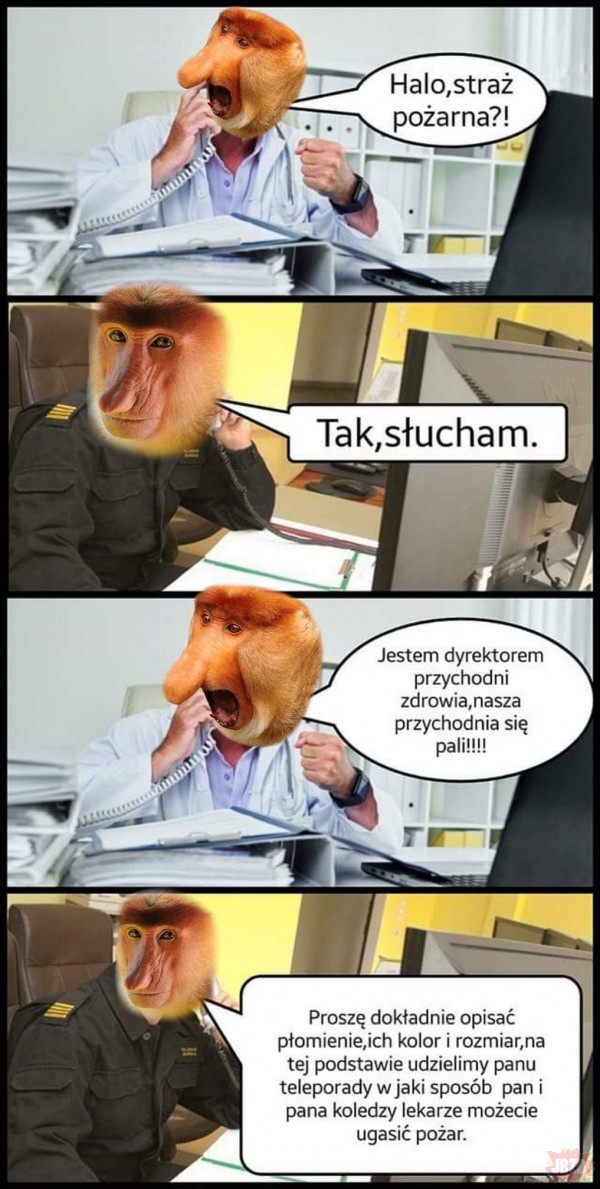 Halo,straż
pożarna?!
Tak,słucham.
Jestem dyrektorem
przychodni
zdrowia,nasza
przychodnia się
pali!!!!
Proszę dokładnie opisać
płomienie,ich kolor i rozmiar,na
tej podstawie udzielimy panu
teleporady w jaki sposób pan i
pana koledzy lekarze możecie
ugasić pożar.